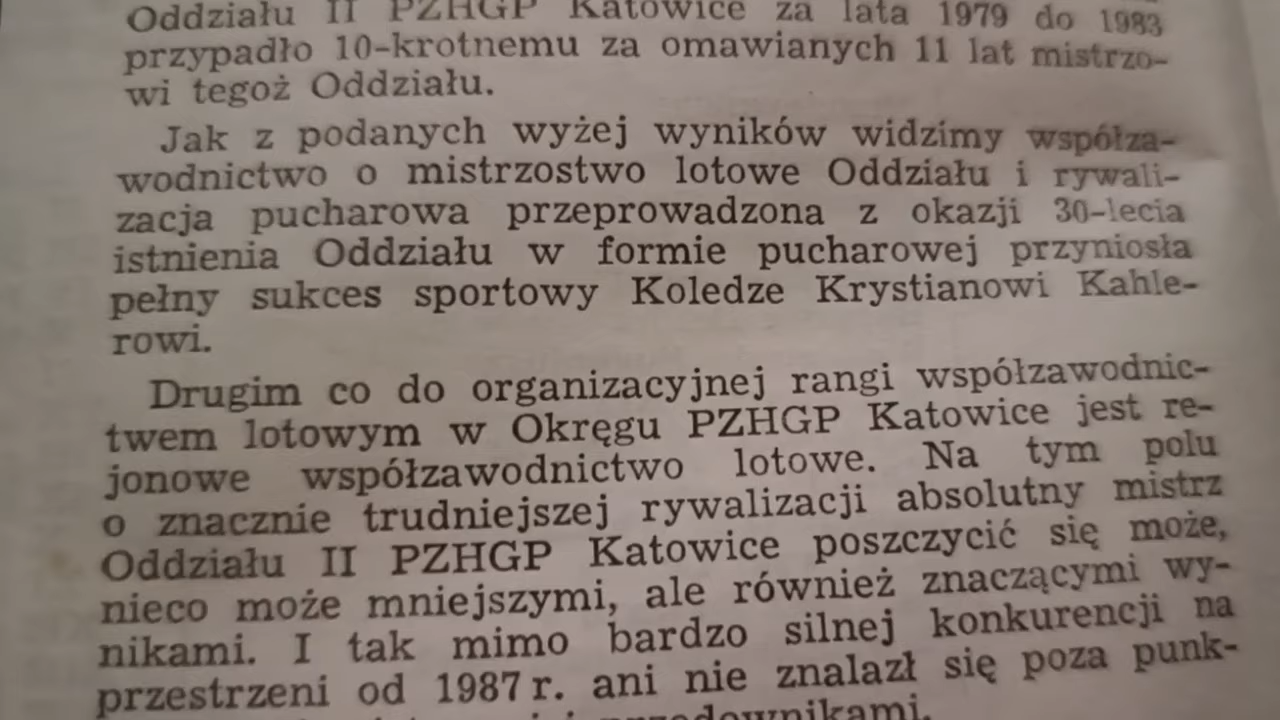 Oddziału II PZHGP Katowice za lata 1979 do 1983
przypadło 10-krotnemu za omawianych 11 lat mistrzo-
wi tegoż Oddziału.
Jak z podanych wyżej wyników widzimy współza-
wodnictwo o mistrzostwo lotowe Oddziału i rywali-
zacja pucharowa przeprowadzona z okazji 30-lecia
istnienia Oddziału w formie pucharowej przyniosła
pełny sukces sportowy Koledze Krystianowi Kahle-
rowi.
Drugim co do organizacyjnej rangi współzawodnic-
twem lotowym w Okręgu PZHGP Katowice jest re-
jonowe współzawodnictwo lotowe. Na tym polu
o znacznie trudniejszej rywalizacji absolutny mistrz
Oddziału II PZHGP Katowice poszczycić się może,
nieco może mniejszymi, ale również znaczącymi wy-
nikami. I tak mimo bardzo silnej konkurencji na
przestrzeni od 1987 r. ani nie znalazł się poza punk-